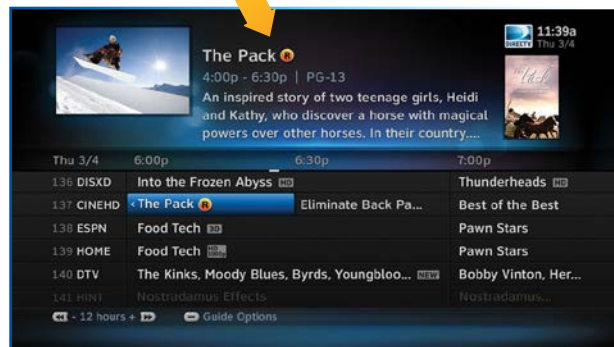 11:39a
DIRECTV Thu 3/4
The Pack R
4:00p - 6:30p | PG-13
An inspired story of two teenage girls, Heidi
and Kathy, who discover a horse with magical
powers over other horses. In their country....
Thu 3/4 6:00p 6:30p 7:00p
136 DISXD Into the Frozen Abyss HD Thunderheads HD
137 CINEHD <The Pack R Eliminate Back Pa... Best of the Best
138 ESPN Food Tech 3D Pawn Stars
139 HOME Food Tech HD 1080p Pawn Stars
140 DTV The Kinks, Moody Blues, Byrds, Youngbloo... NEW Bobby Vinton, Her...
141 HINT Nostradamus Effects Nostradamus...
- 12 hours + Guide Options